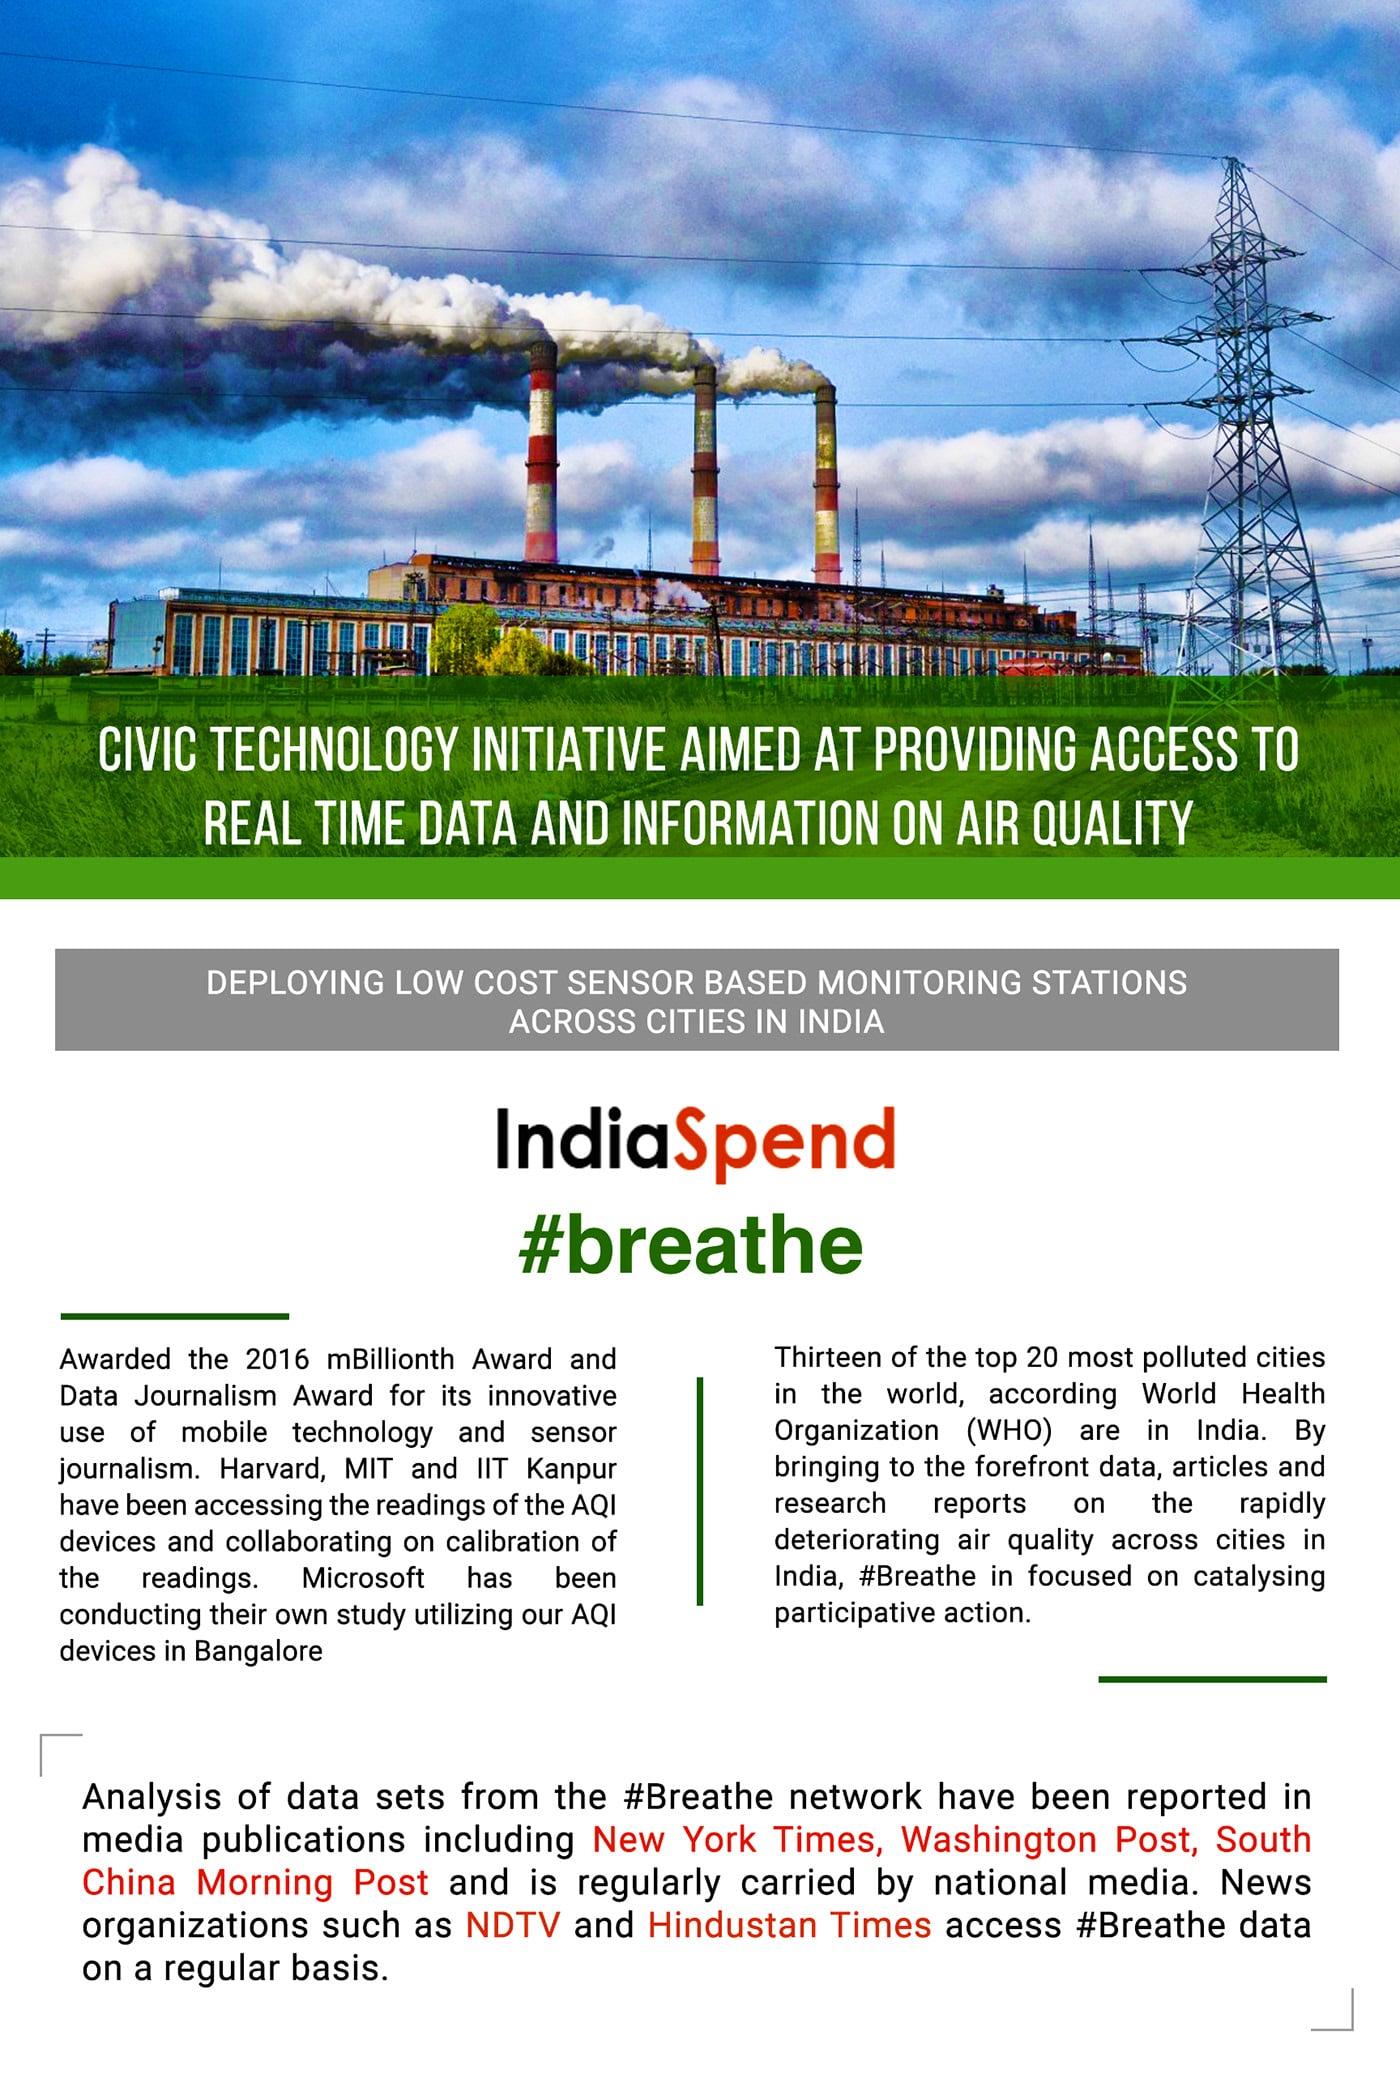 CIVIC TECHNOLOGY INITIATIVE AIMED AT PROVIDING ACCESS TO
REAL TIME DATA AND INFORMATION ON AIR QUALITY
DEPLOYING LOW COST SENSOR BASED MONITORING STATIONS
ACROSS CITIES IN INDIA
IndiaSpend
#breathe
Awarded the 2016 mBillionth Award and
Data Journalism Award for its innovative
use of mobile technology and sensor
journalism. Harvard, MIT and IIT Kanpur
have been accessing the readings of the AQI
devices and collaborating on calibration of
the readings. Microsoft has been
conducting their own study utilizing our AQI
devices in Bangalore
Thirteen of the top 20 most polluted cities
in the world, according World Health
Organization (WHO) are in India. By
bringing to the forefront data, articles and
research reports on the rapidly
deteriorating air quality across cities in
India, #Breathe in focused on catalysing
participative action.
Analysis of data sets from the #Breathe network have been reported in
media publications including New York Times, Washington Post, South
China Morning Post and is regularly carried by national media. News
organizations such as NDTV and Hindustan Times access #Breathe data
on a regular basis.